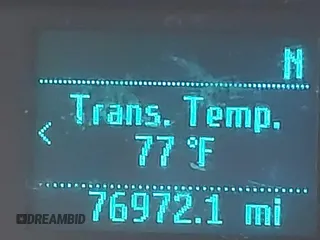 N
Trans. Temp.
< 77 °F
76972.1 mi
DREAMBID